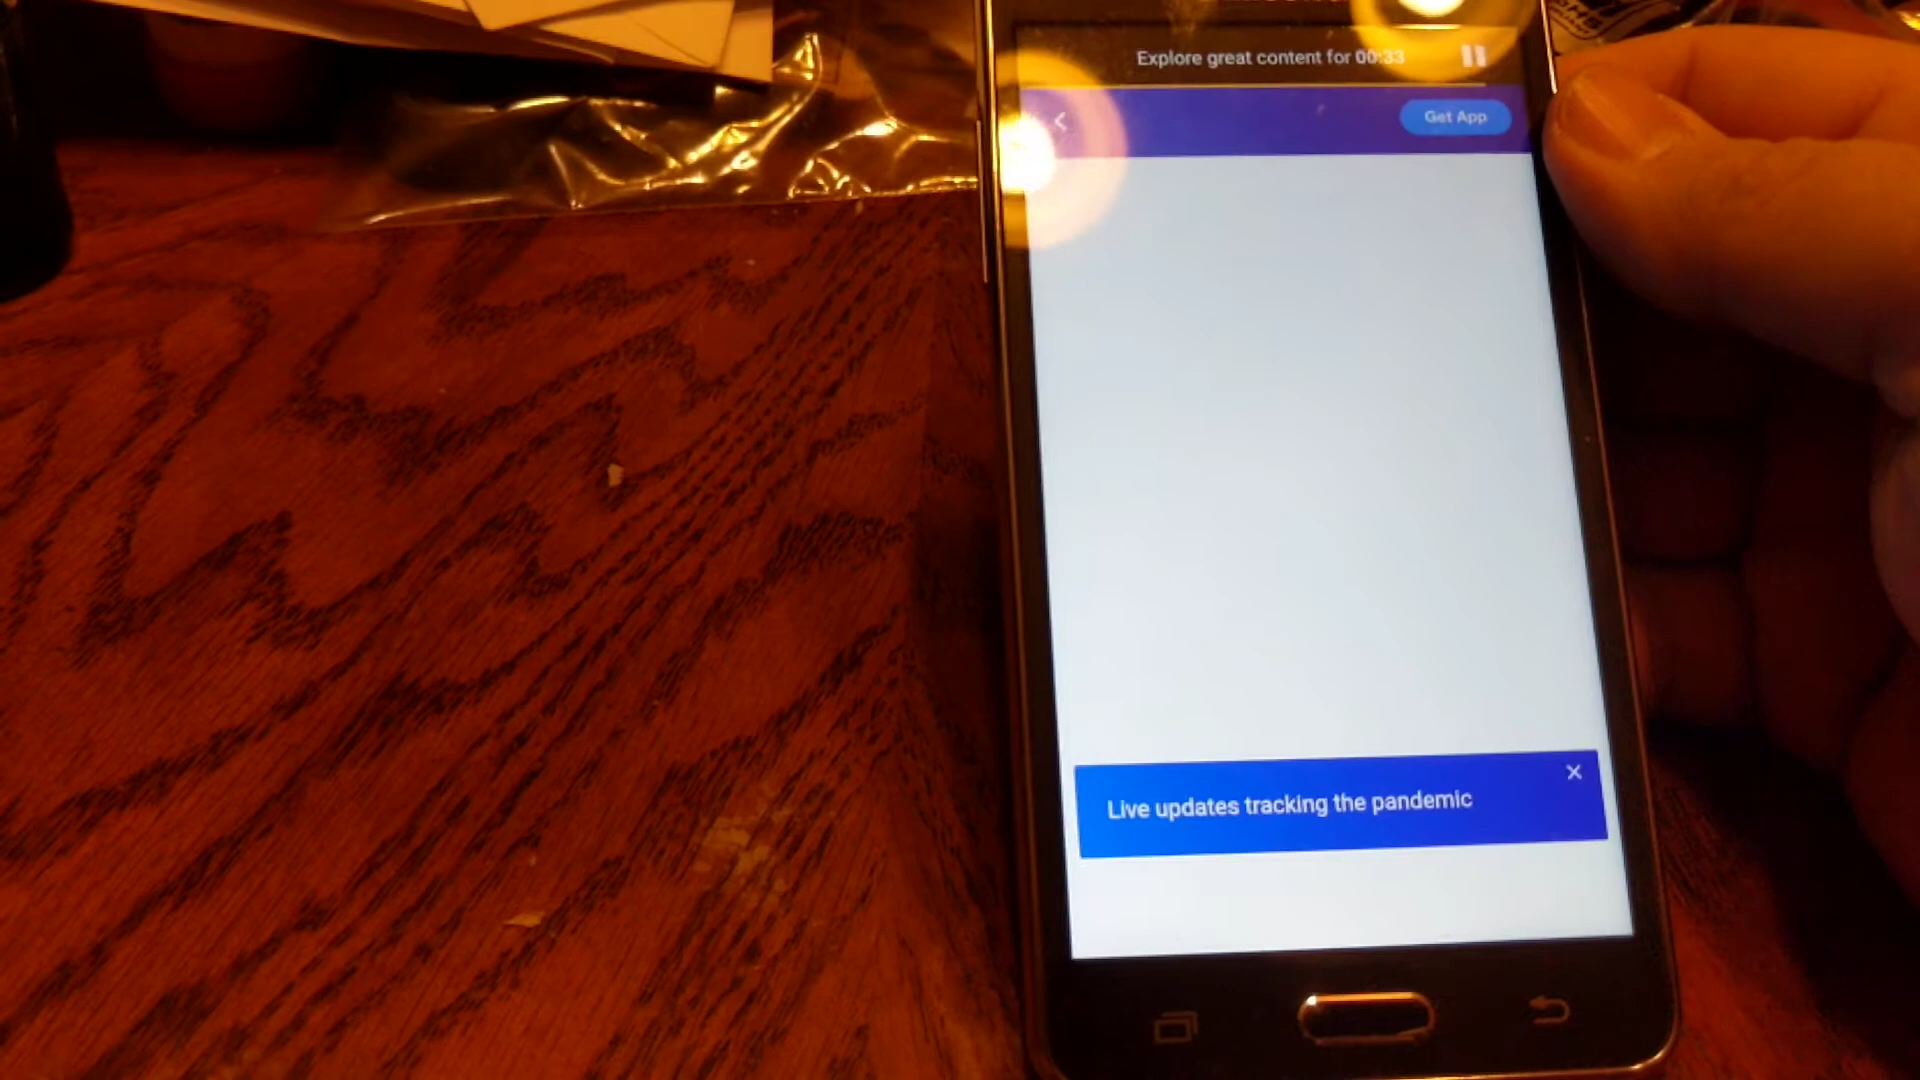 Explore great content for 00:33
Get App
Live updates tracking the pandemic